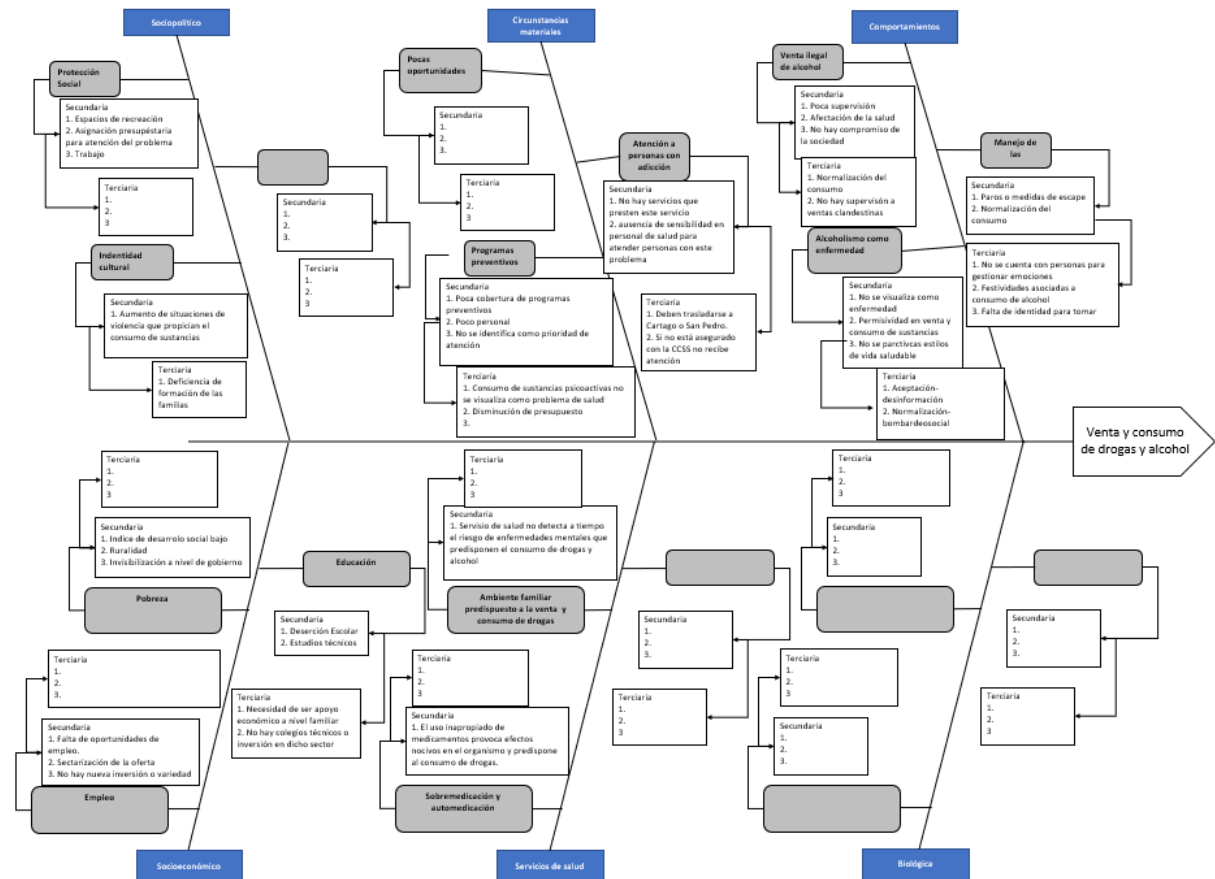 Sociopolítico
Protección
Social
Secundaria
1. Espacios de recreación
2. Asignación presupéstaria
para atención del problema
3. Trabajo
Terciaria
1.
2.
3
Secundaria
1.
2.
3.
Terciaria
1.
2.
3
Indentidad
cultural
Secundaria
1. Aumento de situaciones de
violencia que propician el
consumo de sustancias
Terciaria
1. Deficiencia de
formación de las
familias
Circunstancias
materiales
Pocas
oportunidades
Secundaria
1.
2.
3.
Terciaria
1.
2.
3
Atención a
personas con
adicción
Secundaria
1. No hay servicios que
presten este servicio
2. ausencia de sensibilidad en
personal de salud para
atender personas con este
problema
Terciaria
1. Deben trasladarse a
Cartago o San Pedro.
2. Si no está asegurado
con la CCSS no recibe
atención
Programas
preventivos
Secundaria
1. Poca cobertura de programas
preventivos
2. Poco personal
3. No se identifica como prioridad de
atención
Terciaria
1. Consumo de sustancias psicoactivas no
se visualiza como problema de salud
2. Disminución de presupuesto
3.
Comportamientos
Venta ilegal
de alcohol
Secundaria
1. Poca supervisión
2. Afectación de la salud
3. No hay compromiso de
la sociedad
Terciaria
1. Normalización del
consumo
2. No hay supervisón a
ventas clandestinas
Manejo de
las
Secundaria
1. Paros o medidas de escape
2. Normalización del
consumo
Terciaria
1. No se cuenta con personas para
gestionar emociones
2. Festividades asociadas a
consumo de alcohol
3. Falta de identidad para tomar
Alcoholismo como
enfermedad
Secundaria
1. No se visualiza como
enfermedad
2. Permisividad en venta y
consumo de sustancias
3. No se parctivcas estilos
de vida saludable
Terciaria
1. Aceptación-
desinformación
2. Normalización-
bombardeosocial
Venta y consumo
de drogas y alcohol
Terciaria
1.
2.
3
Secundaria
1. Indice de desarrolo social bajo
2. Ruralidad
3. Invisibilización a nivel de gobierno
Pobreza
Educación
Secundaria
1. Deserción Escolar
2. Estudios técnicos
Terciaria
1. Necesidad de ser apoyo
económico a nivel familiar
2. No hay colegios técnicos o
inversión en dicho sector
Terciaria
1.
2.
3.
Secundaria
1. Falta de oportunidades de
empleo.
2. Sectarización de la oferta
3. No hay nueva inversión o variedad
Empleo
Socioeconómico
Terciaria
1.
2.
3
Secundaria
1. Servisio de salud no detecta a tiempo
el riesgo de enfermedades mentales que
predisponen el consumo de drogas y
alcohol
Ambiente familiar
predispuesto a la venta y
consumo de drogas
Secundaria
1.
2.
3.
Terciaria
1.
2.
3
Terciaria
1.
2.
3
Secundaria
1. El uso inapropiado de
medicamentos provoca efectos
nocivos en el organismo y predispone
al consumo de drogas.
Sobremedicación y
automedicación
Servicios de salud
Terciaria
1.
2.
3
Secundaria
1.
2.
3.
Secundaria
1.
2.
3.
Terciaria
1.
2.
3
Terciaria
1.
2.
3
Secundaria
1.
2.
3.
Biológica